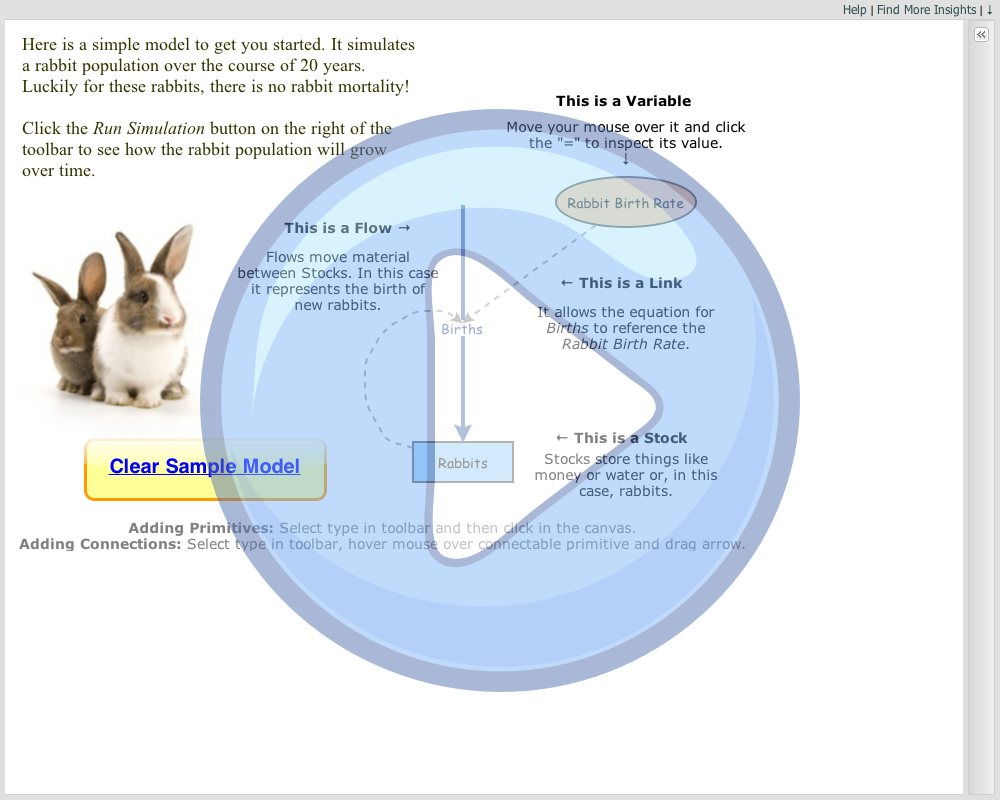 Help | Find More Insights | ↓
Here is a simple model to get you started. It simulates
a rabbit population over the course of 20 years.
Luckily for these rabbits, there is no rabbit mortality!
Click the Run Simulation button on the right of the
toolbar to see how the rabbit population will grow
over time.
This is a Variable
Move your mouse over it and click
the "=" to inspect its value.
↓
Rabbit Birth Rate
This is a Flow →
Flows move material
between Stocks. In this case
it represents the birth of
new rabbits.
← This is a Link
It allows the equation for
Births to reference the
Rabbit Birth Rate.
Births
← This is a Stock
Stocks store things like
money or water or, in this
case, rabbits.
Rabbits
Clear Sample Model
Adding Primitives: Select type in toolbar and then click in the canvas.
Adding Connections: Select type in toolbar, hover mouse over connectable primitive and drag arrow.